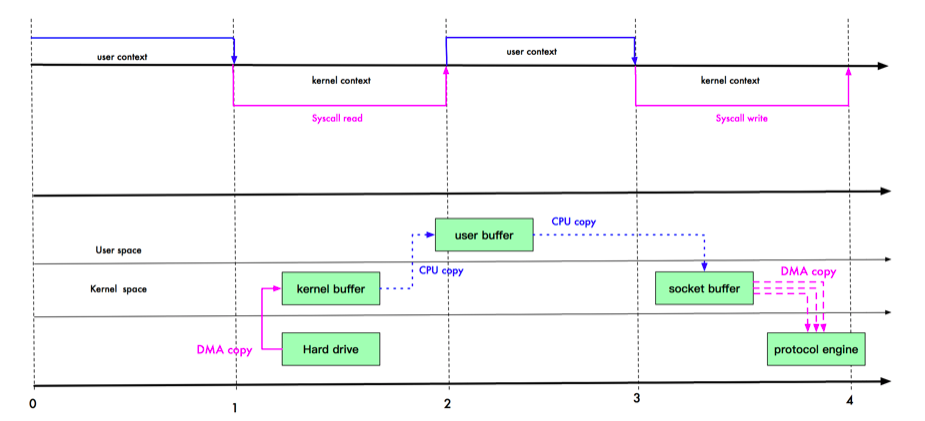 user context
user context
kernel context
kernel context
Syscall read
Syscall write
CPU copy
user buffer
User space
CPU copy
DMA copy
Kernel space
kernel buffer
socket buffer
DMA copy
Hard drive
protocol engine
0
1
2
3
4